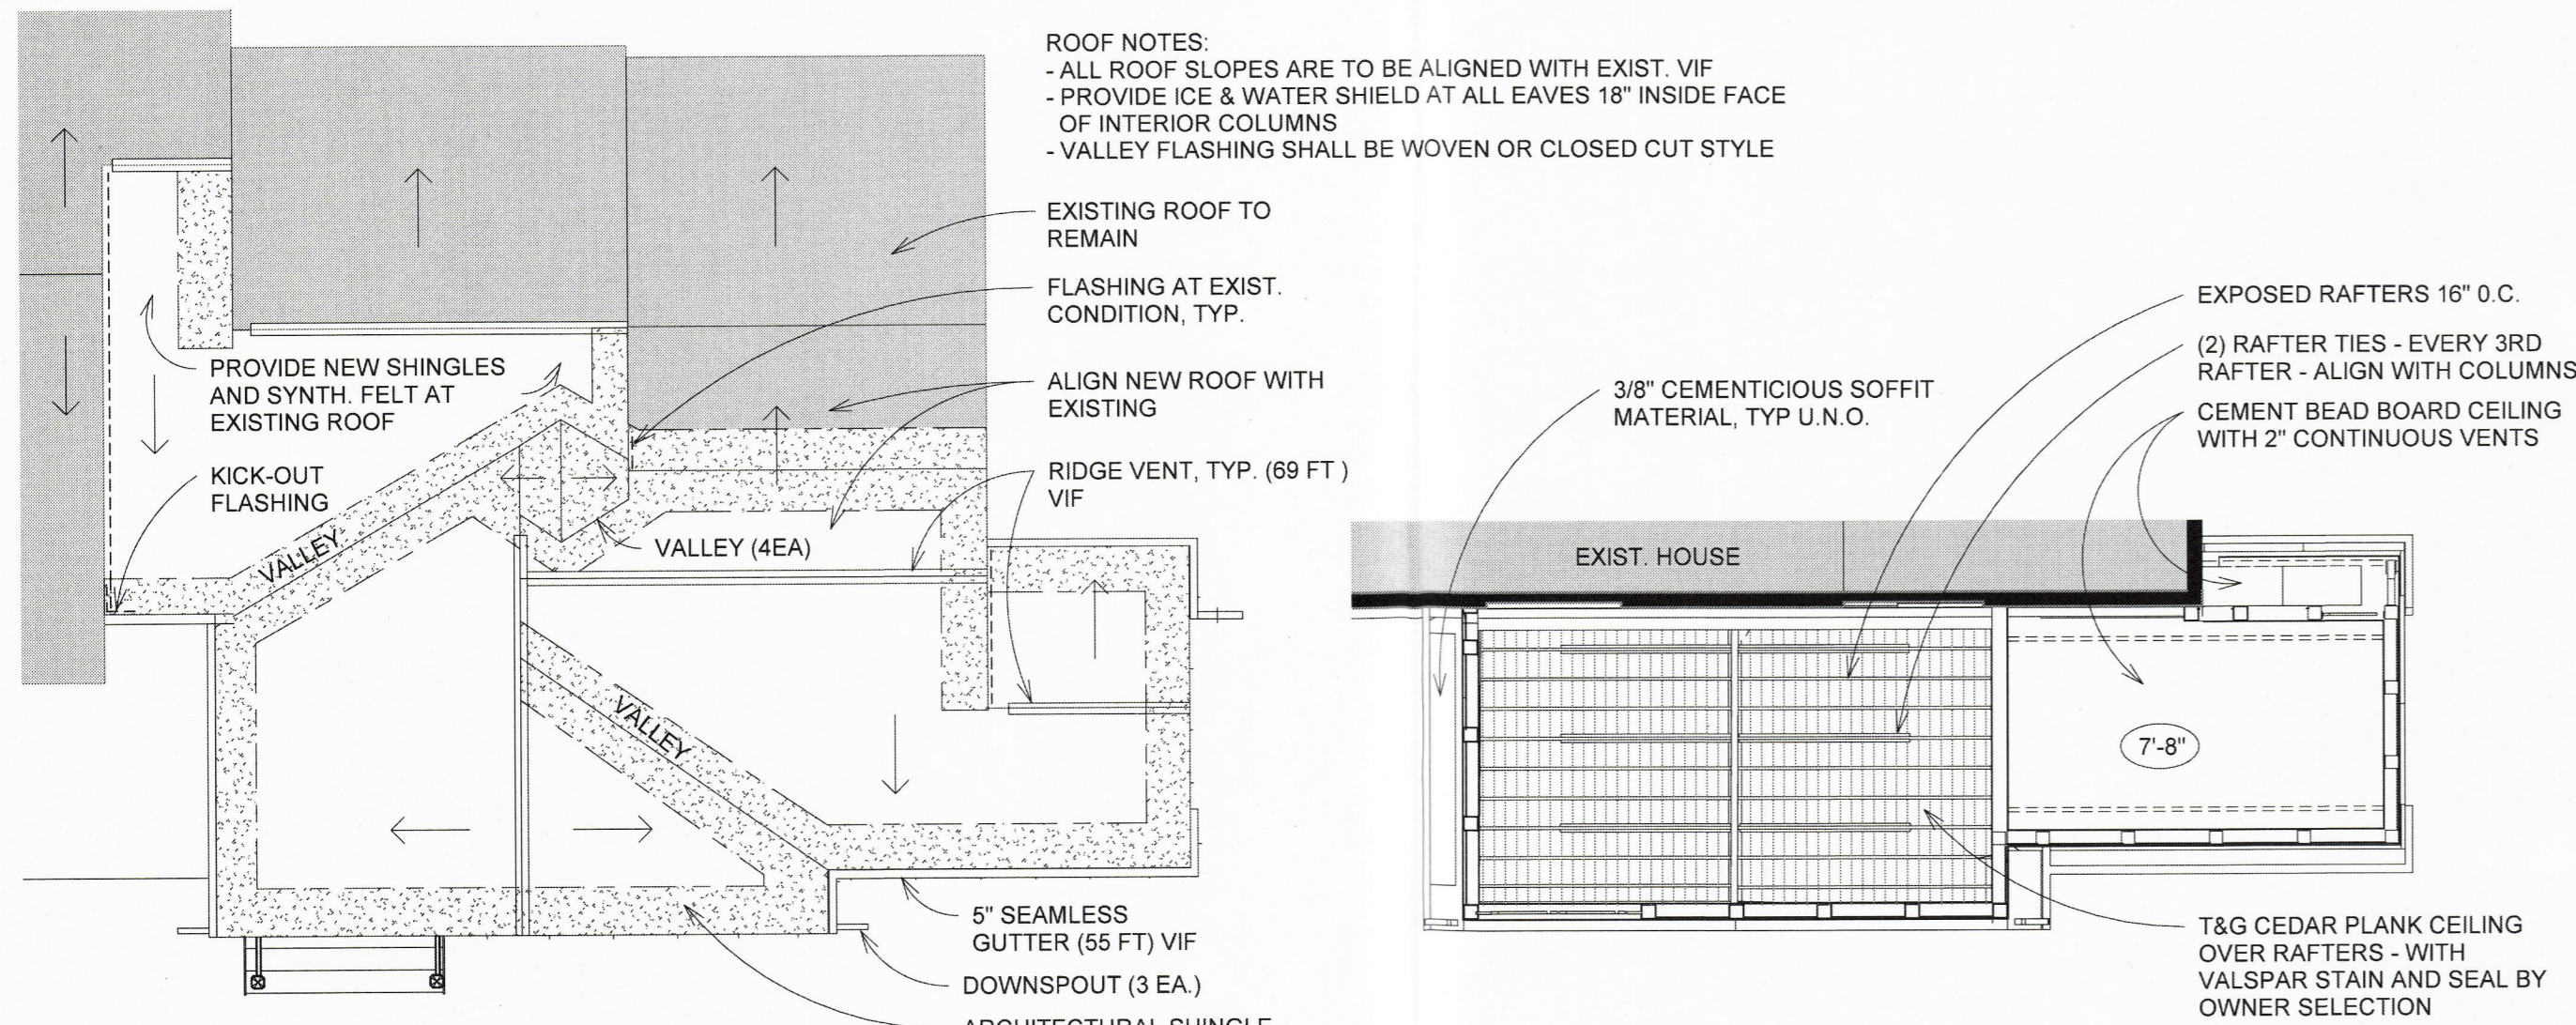 ROOF NOTES:
- ALL ROOF SLOPES ARE TO BE ALIGNED WITH EXIST. VIF
- PROVIDE ICE & WATER SHIELD AT ALL EAVES 18" INSIDE FACE
OF INTERIOR COLUMNS
- VALLEY FLASHING SHALL BE WOVEN OR CLOSED CUT STYLE
EXISTING ROOF TO
REMAIN
FLASHING AT EXIST.
CONDITION, TYP.
ALIGN NEW ROOF WITH
EXISTING
RIDGE VENT, TYP. (69 FT )
VIF
PROVIDE NEW SHINGLES
AND SYNTH. FELT AT
EXISTING ROOF
KICK-OUT
FLASHING
VALLEY
VALLEY (4EA)
VALLEY
5" SEAMLESS
GUTTER (55 FT) VIF
DOWNSPOUT (3 EA.)
ARCHITECTURAL SHINGLE
3/8" CEMENTICIOUS SOFFIT
MATERIAL, TYP U.N.O.
EXPOSED RAFTERS 16" O.C.
(2) RAFTER TIES - EVERY 3RD
RAFTER - ALIGN WITH COLUMNS
CEMENT BEAD BOARD CEILING
WITH 2" CONTINUOUS VENTS
EXIST. HOUSE
7'-8"
T&G CEDAR PLANK CEILING
OVER RAFTERS - WITH
VALSPAR STAIN AND SEAL BY
OWNER SELECTION